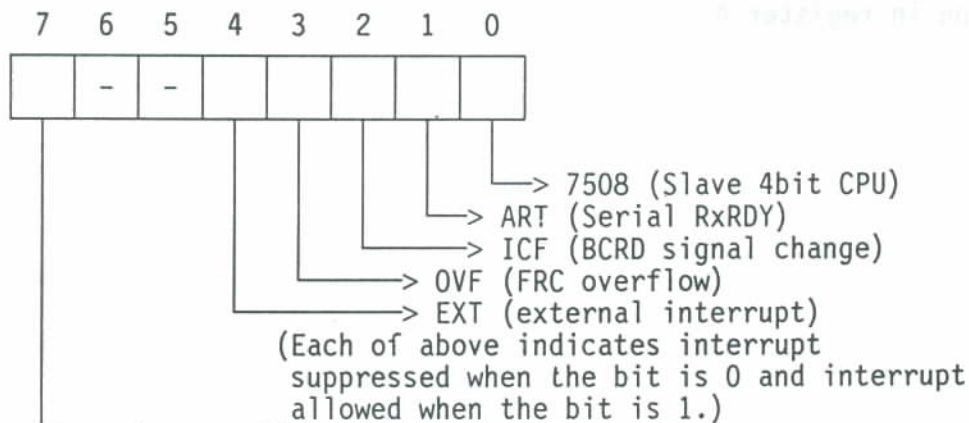 7 6 5 4 3 2 1 0
- -
-> 7508 (Slave 4bit CPU)
-> ART (Serial RxRDY)
-> ICF (BCRD signal change)
-> OVF (FRC overflow)
-> EXT (external interrupt)
(Each of above indicates interrupt
suppressed when the bit is 0 and interrupt
allowed when the bit is 1.)